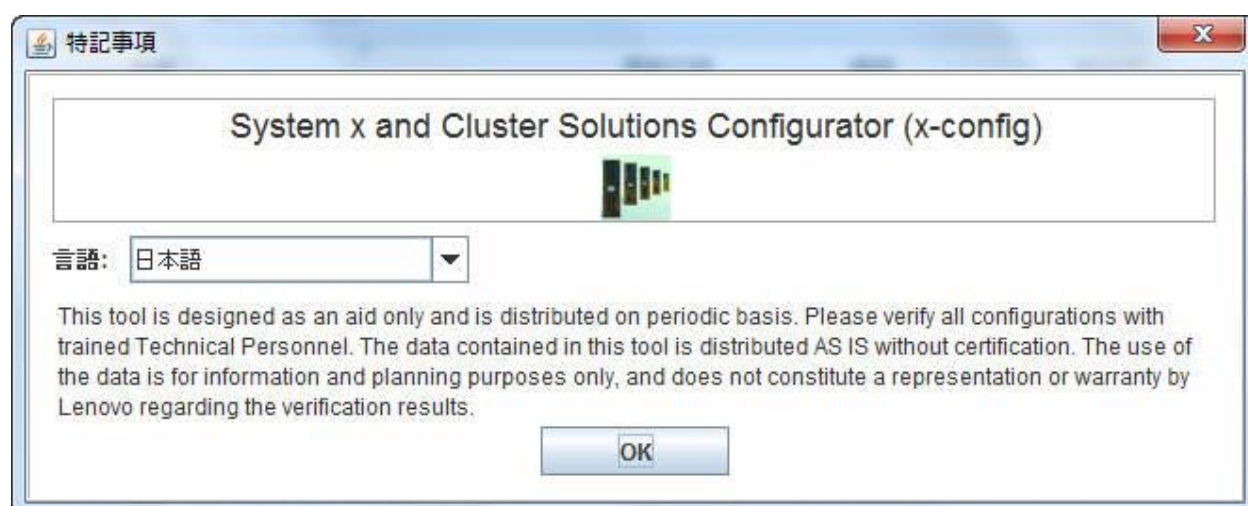 特記事項
System x and Cluster Solutions Configurator (x-config)
言語: 日本語
This tool is designed as an aid only and is distributed on periodic basis. Please verify all configurations with
trained Technical Personnel. The data contained in this tool is distributed AS IS without certification. The use of
the data is for information and planning purposes only, and does not constitute a representation or warranty by
Lenovo regarding the verification results.
OK